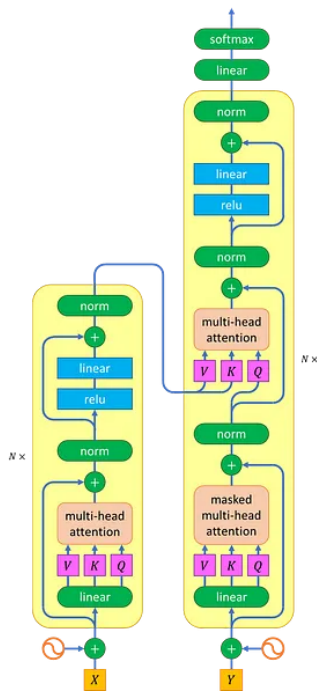 softmax
linear
norm
+
linear
relu
norm
+
multi-head
attention
V K Q
N ×
norm
+
masked
multi-head
attention
V K Q
linear
+
Y
norm
+
linear
relu
norm
N ×
+
multi-head
attention
V K Q
linear
+
X